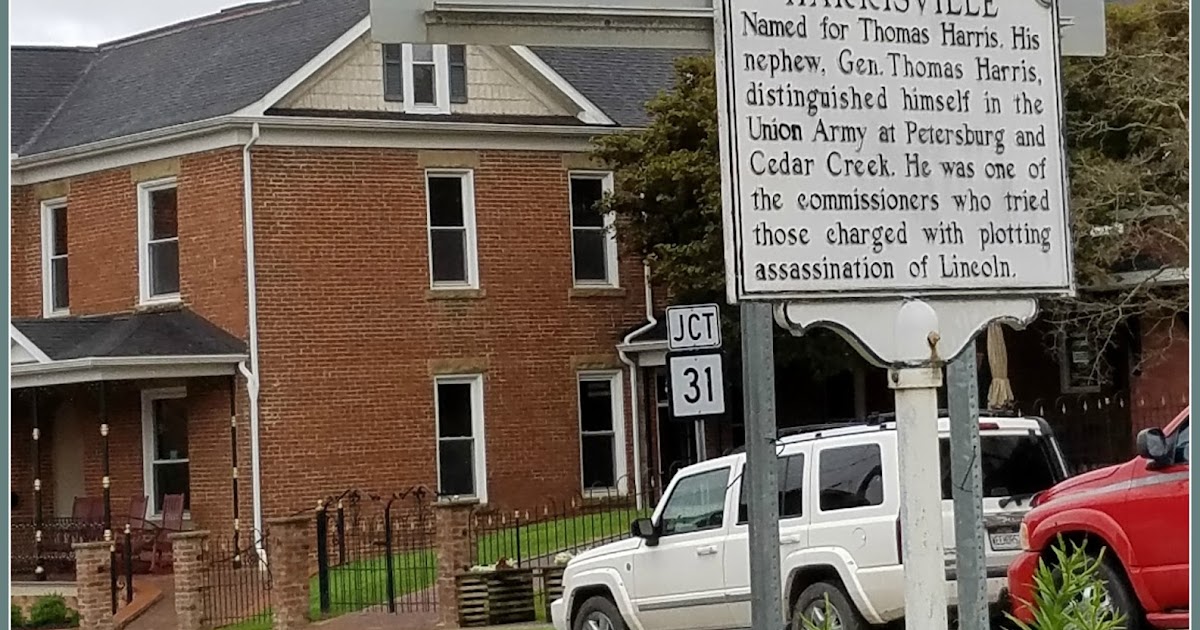 HARRISVILLE
Named for Thomas Harris. His
nephew, Gen. Thomas Harris,
distinguished himself in the
Union Army at Petersburg and
Cedar Creek. He was one of
the commissioners who tried
those charged with plotting
assassination of Lincoln.
JCT
31